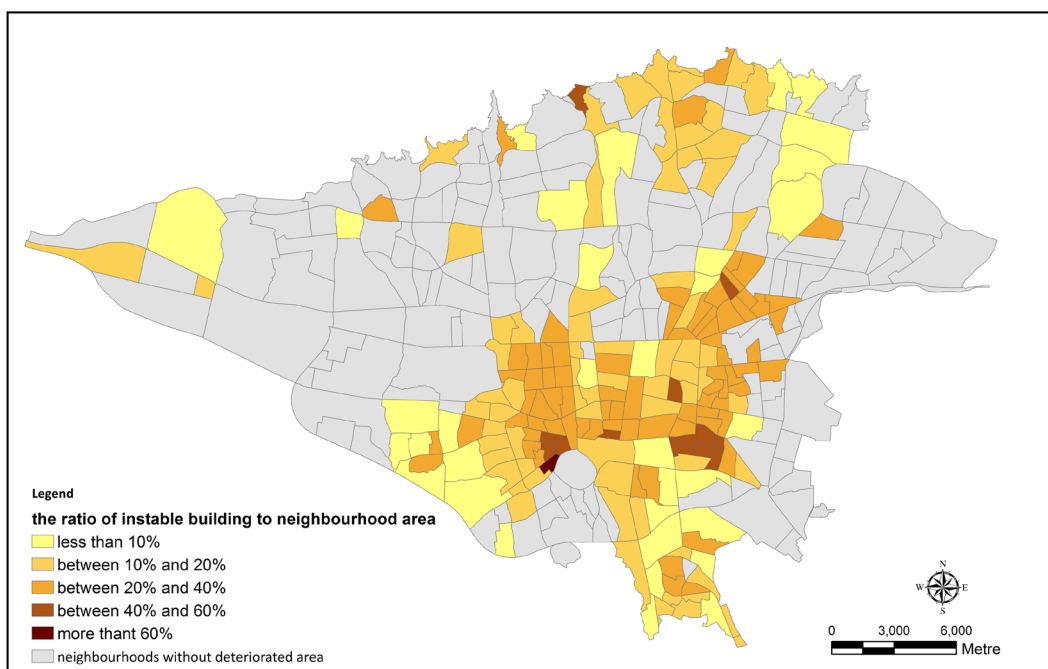 Legend
the ratio of instable building to neighbourhood area
less than 10%
between 10% and 20%
between 20% and 40%
between 40% and 60%
more thant 60%
neighbourhoods without deteriorated area
N
W E
S
0 3,000 6,000
Metre